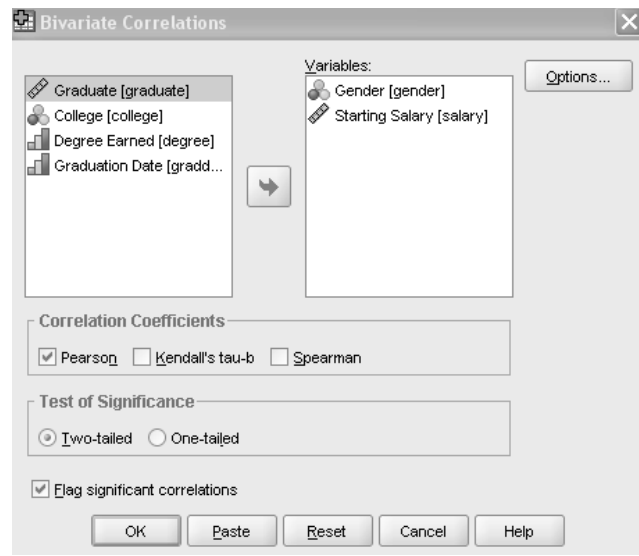 Bivariate Correlations
Graduate [graduate]
College [college]
Degree Earned [degree]
Graduation Date [gradd...
Variables:
Gender [gender]
Starting Salary [salary]
Options...
Correlation Coefficients
Pearson Kendall's tau-b Spearman
Test of Significance
Two-tailed One-tailed
Flag significant correlations
OK Paste Reset Cancel Help